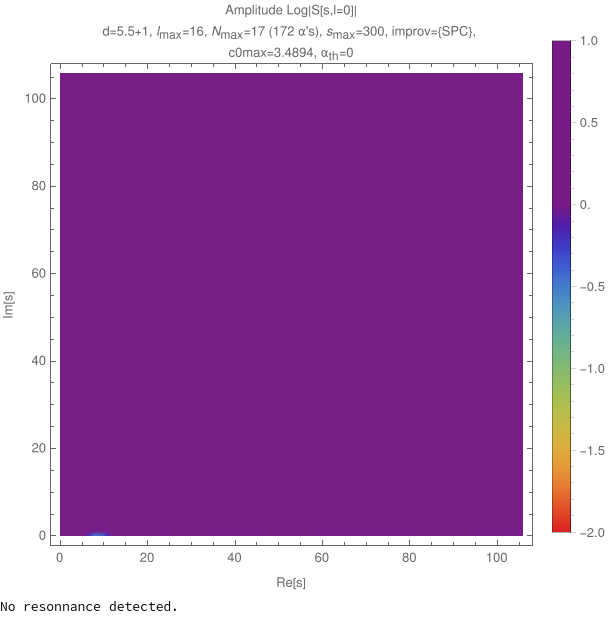 Amplitude Log|S[s,l=0]|
d=5.5+1, lmax=16, Nmax=17 (172 α's), smax=300, improv={SPC},
c0max=3.4894, αth=0
1.0
0.5
0.
−0.5
−1.0
−1.5
−2.0
100
80
60
40
20
0
Im[s]
0 20 40 60 80 100
Re[s]
No resonnance detected.